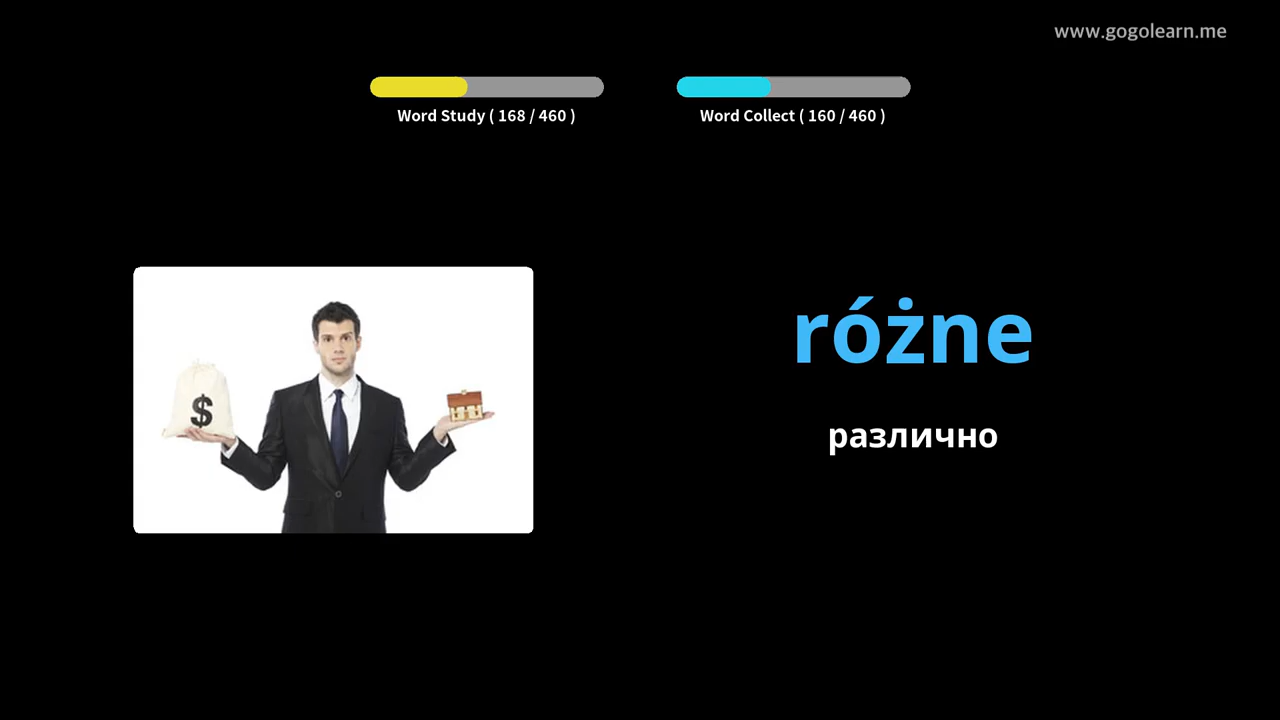 www.gogolearn.me
Word Study ( 168 / 460 )
Word Collect ( 160 / 460 )
$
różne
различно